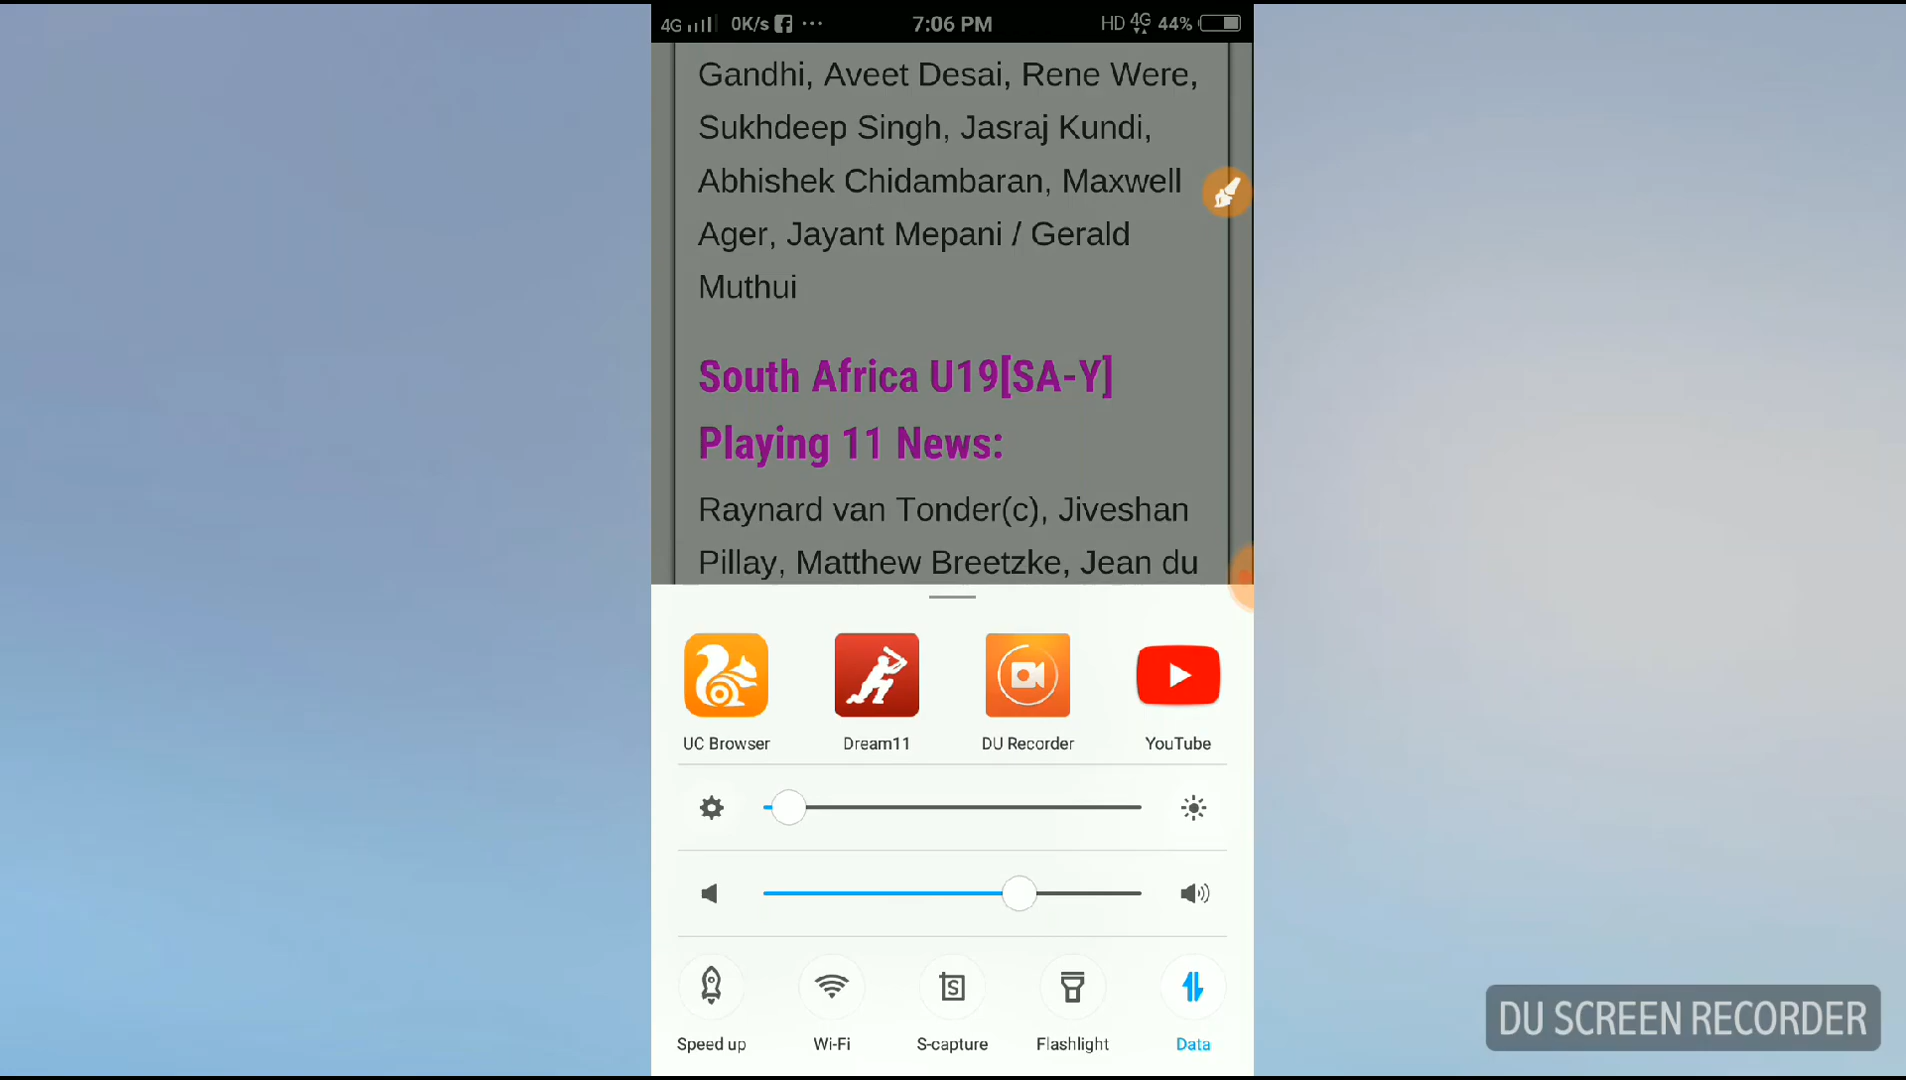 4G 0K/s ... 7:06 PM HD 4G 44%
Gandhi, Aveet Desai, Rene Were,
Sukhdeep Singh, Jasraj Kundi,
Abhishek Chidambaran, Maxwell
Ager, Jayant Mepani / Gerald
Muthui
South Africa U19[SA-Y]
Playing 11 News:
Raynard van Tonder(c), Jiveshan
Pillay, Matthew Breetzke, Jean du
UC Browser Dream11 DU Recorder YouTube
Speed up Wi-Fi S-capture Flashlight Data
DU SCREEN RECORDER